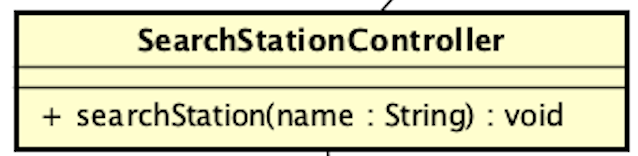 SearchStationController
+ searchStation(name : String) : void